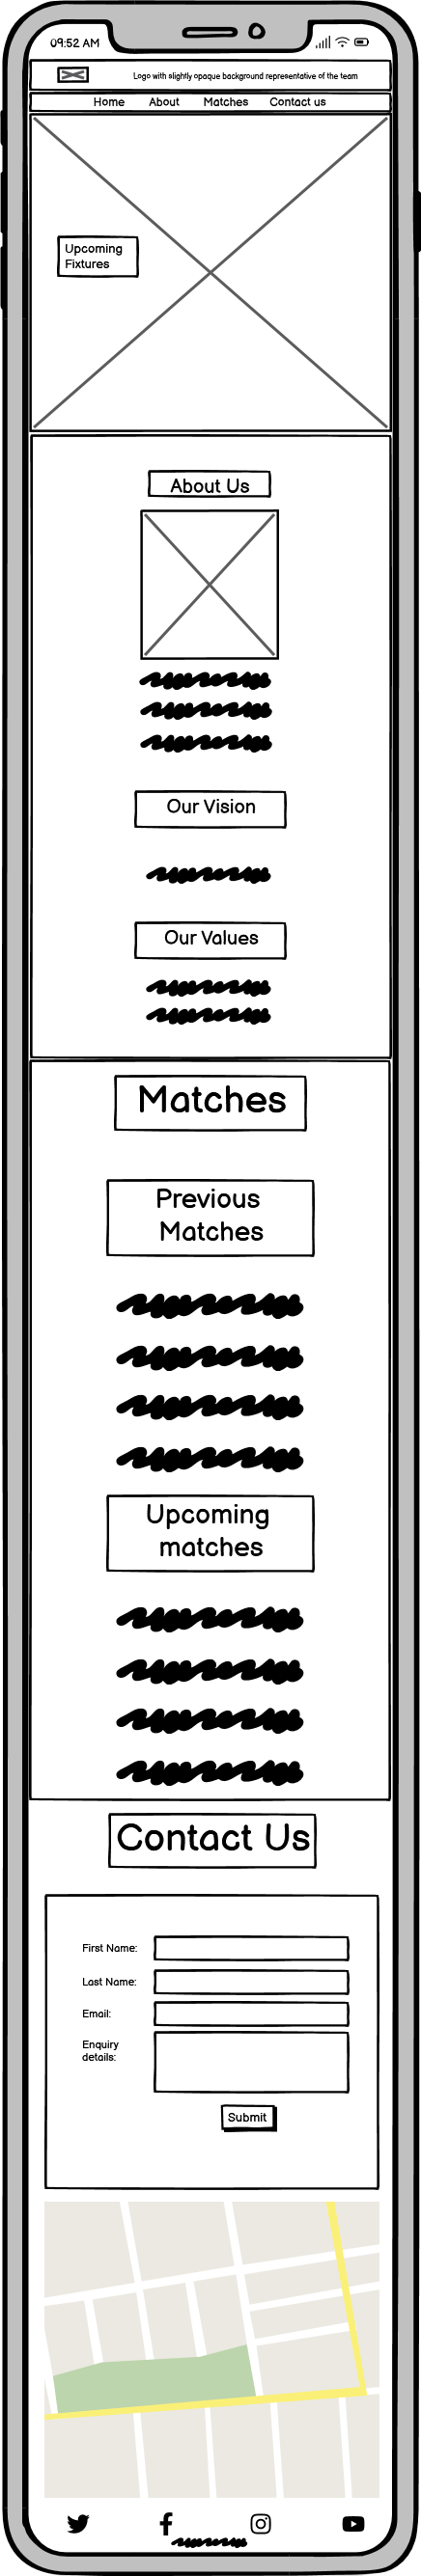 09:52 AM
Logo with slightly opaque background representative of the team
Home About Matches Contact us
Upcoming
Fixtures
About Us
Our Vision
Our Values
Matches
Previous
Matches
Upcoming
matches
Contact Us
First Name:
Last Name:
Email:
Enquiry
details:
Submit